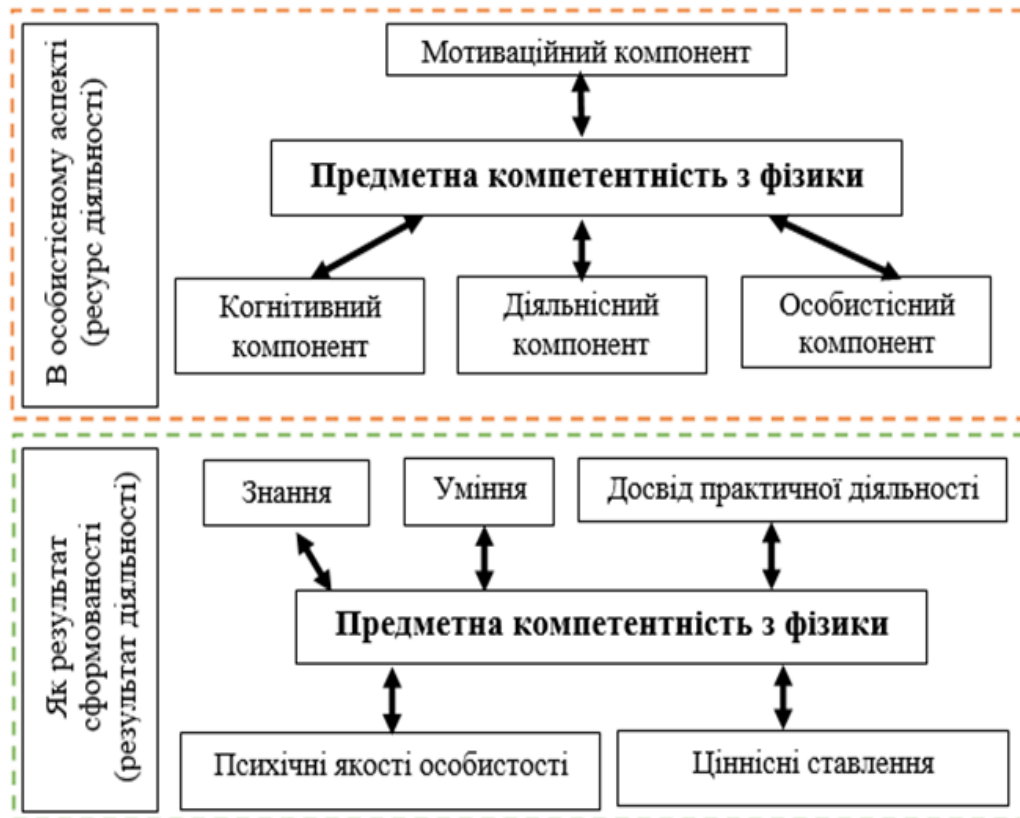 В особистісному аспекті
(ресурс діяльності)
Мотиваційний компонент
Предметна компетентність з фізики
Когнітивний
компонент
Діяльнісний
компонент
Особистісний
компонент
Як результат
сформованості
(результат діяльності)
Знання
Уміння
Досвід практичної діяльності
Предметна компетентність з фізики
Психічні якості особистості
Ціннісні ставлення